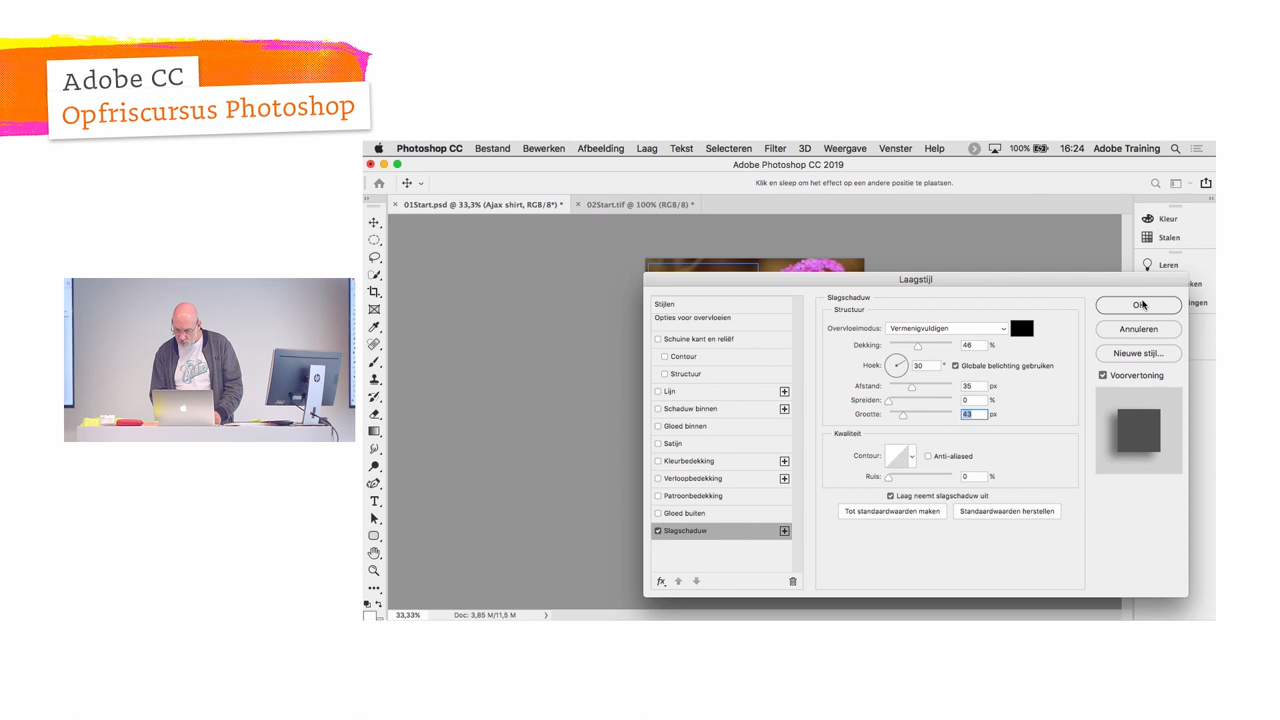 Adobe CC
Opfriscursus Photoshop
Photoshop CC Bestand Bewerken Afbeelding Laag Tekst Selecteren Filter 3D Weergave Venster Help 100% 16:24 Adobe Training
Adobe Photoshop CC 2019
Klik en sleep om het effect op een andere positie te plaatsen.
01Start.psd @ 33,3% (Ajax shirt, RGB/8*) * 02Start.tif @ 100% (RGB/8) *
Kleur
Stalen
Leren
Laagstijl
Stijlen
Opties voor overvloeien
Schuine kant en reliëf
Contour
Structuur
Lijn
Schaduw binnen
Gloed binnen
Satijn
Kleurbedekking
Verloopbedekking
Patroonbedekking
Gloed buiten
Slagschaduw
fx
Slagschaduw
Structuur
Overvloeimodus: Vermenigvuldigen
Dekking: 46 %
Hoek: 30 ° Globale belichting gebruiken
Afstand: 35 px
Spreiden: 0 %
Grootte: 43 px
Kwaliteit
Contour: Anti-aliased
Ruis: 0 %
Laag neemt slagschaduw uit
Tot standaardwaarden maken Standaardwaarden herstellen
OK
Annuleren
Nieuwe stijl...
Voorvertoning
33,33% Doc: 3,85 M/11,5 M